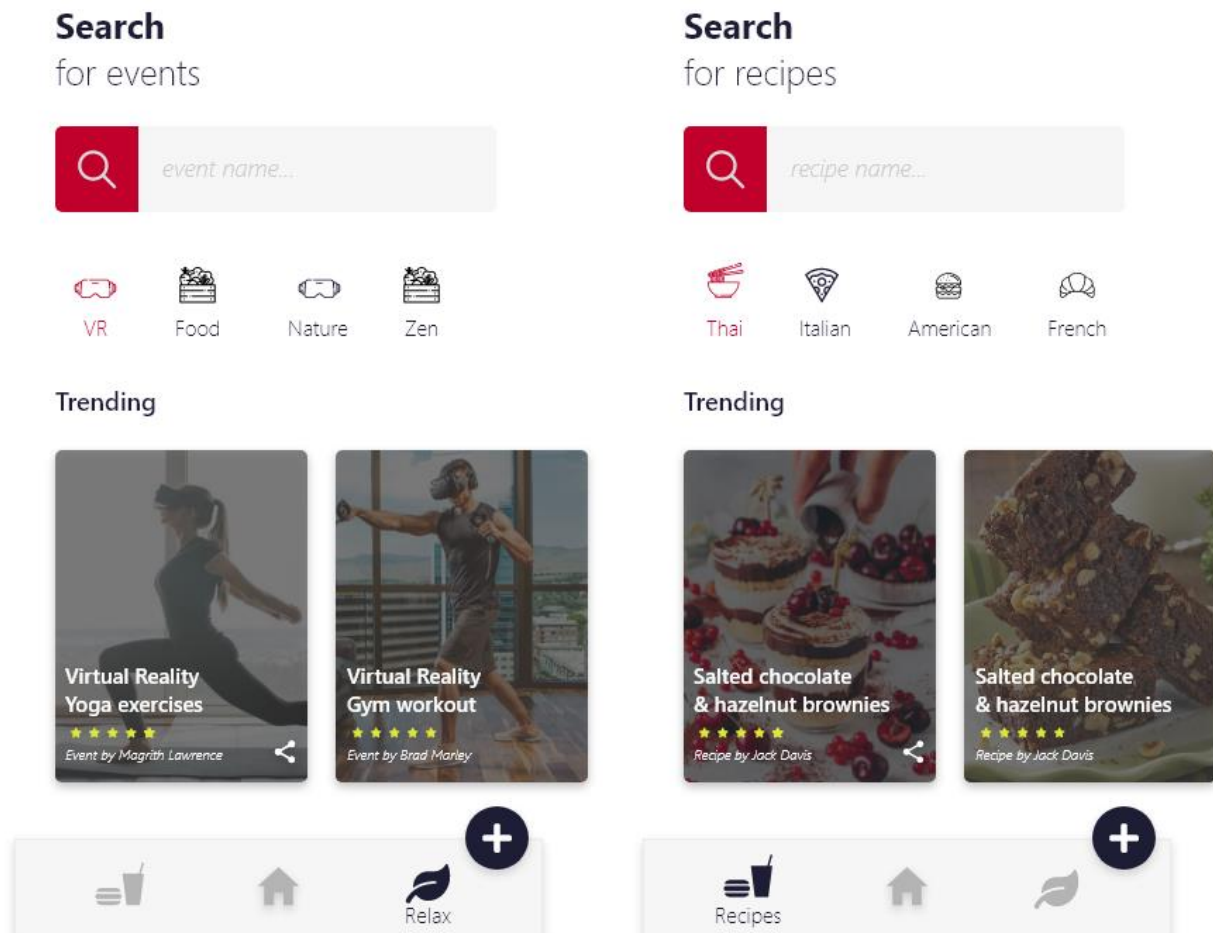 Search
for events
event name...
VR
Food
Nature
Zen
Trending
Virtual Reality
Yoga exercises
Event by Magrith Lawrence
Virtual Reality
Gym workout
Event by Brad Marley
Relax
Search
for recipes
recipe name...
Thai
Italian
American
French
Trending
Salted chocolate
& hazelnut brownies
Recipe by Jack Davis
Salted chocolate
& hazelnut brownies
Recipe by Jack Davis
Recipes